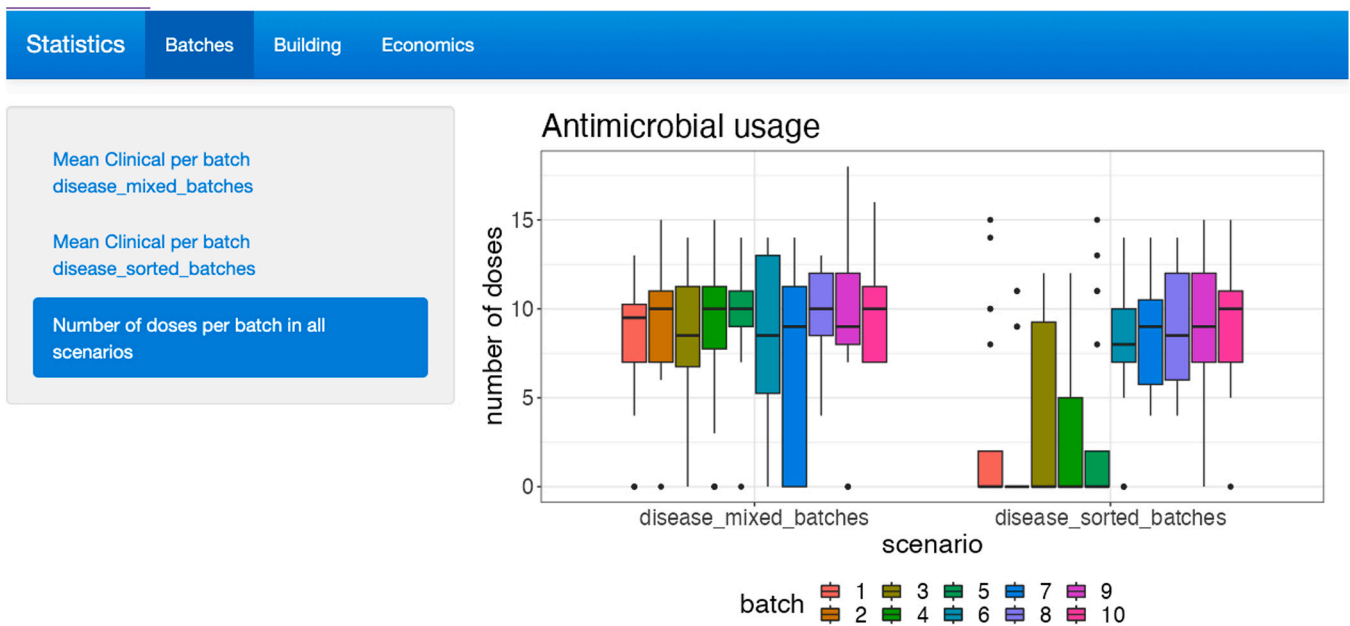 Statistics Batches Building Economics
Mean Clinical per batch
disease_mixed_batches
Mean Clinical per batch
disease_sorted_batches
Number of doses per batch in all
scenarios
Antimicrobial usage
number of doses
15
10
5
0
disease_mixed_batches disease_sorted_batches
scenario
batch
1 3 5 7 9
2 4 6 8 10